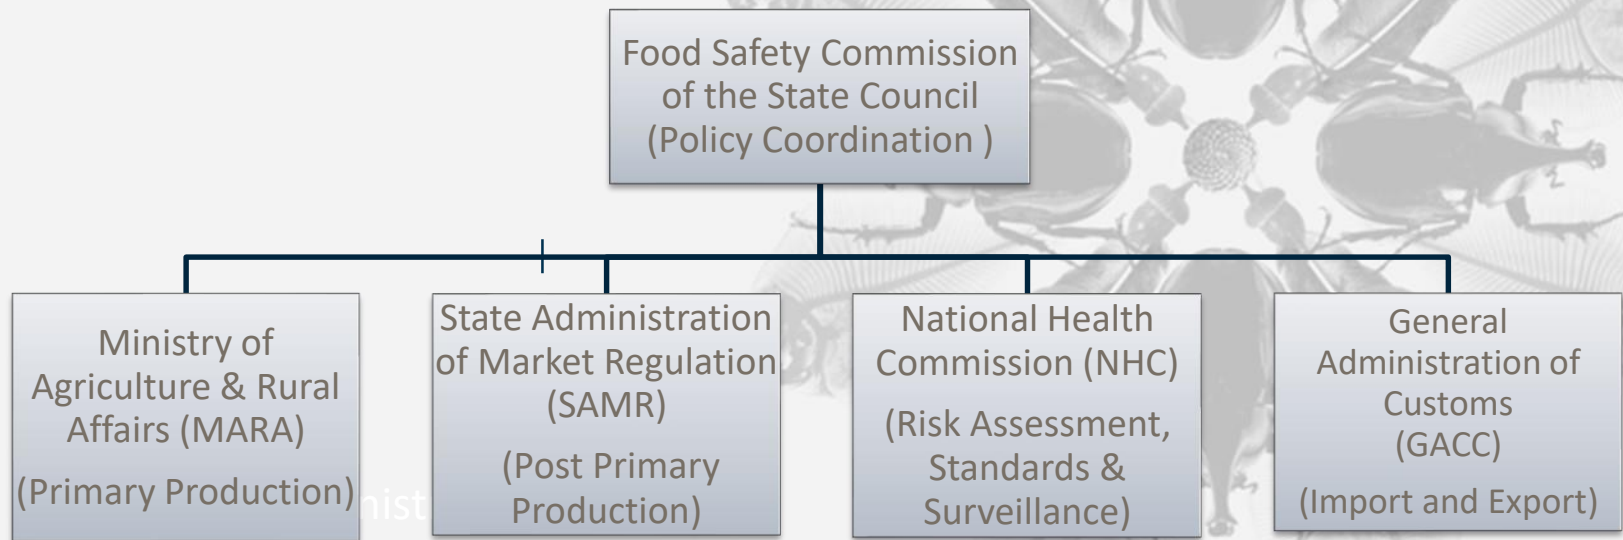 Food Safety Commission
of the State Council
(Policy Coordination )
Ministry of
Agriculture & Rural
Affairs (MARA)
(Primary Production)
State Administration
of Market Regulation
(SAMR)
(Post Primary
Production)
National Health
Commission (NHC)
(Risk Assessment,
Standards &
Surveillance)
General
Administration of
Customs
(GACC)
(Import and Export)